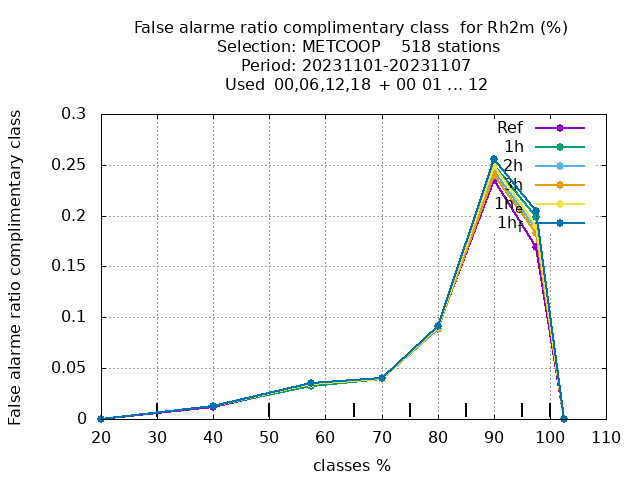 False alarme ratio complimentary class  for Rh2m (%)
Selection: METCOOP    518 stations
Period: 20231101-20231107
Used  00,06,12,18 + 00 01 ... 12
False alarme ratio complimentary class
0.3
0.25
0.2
0.15
0.1
0.05
0
Ref
1h
2h
1he
1hf
20 30 40 50 60 70 80 90 100 110
classes %